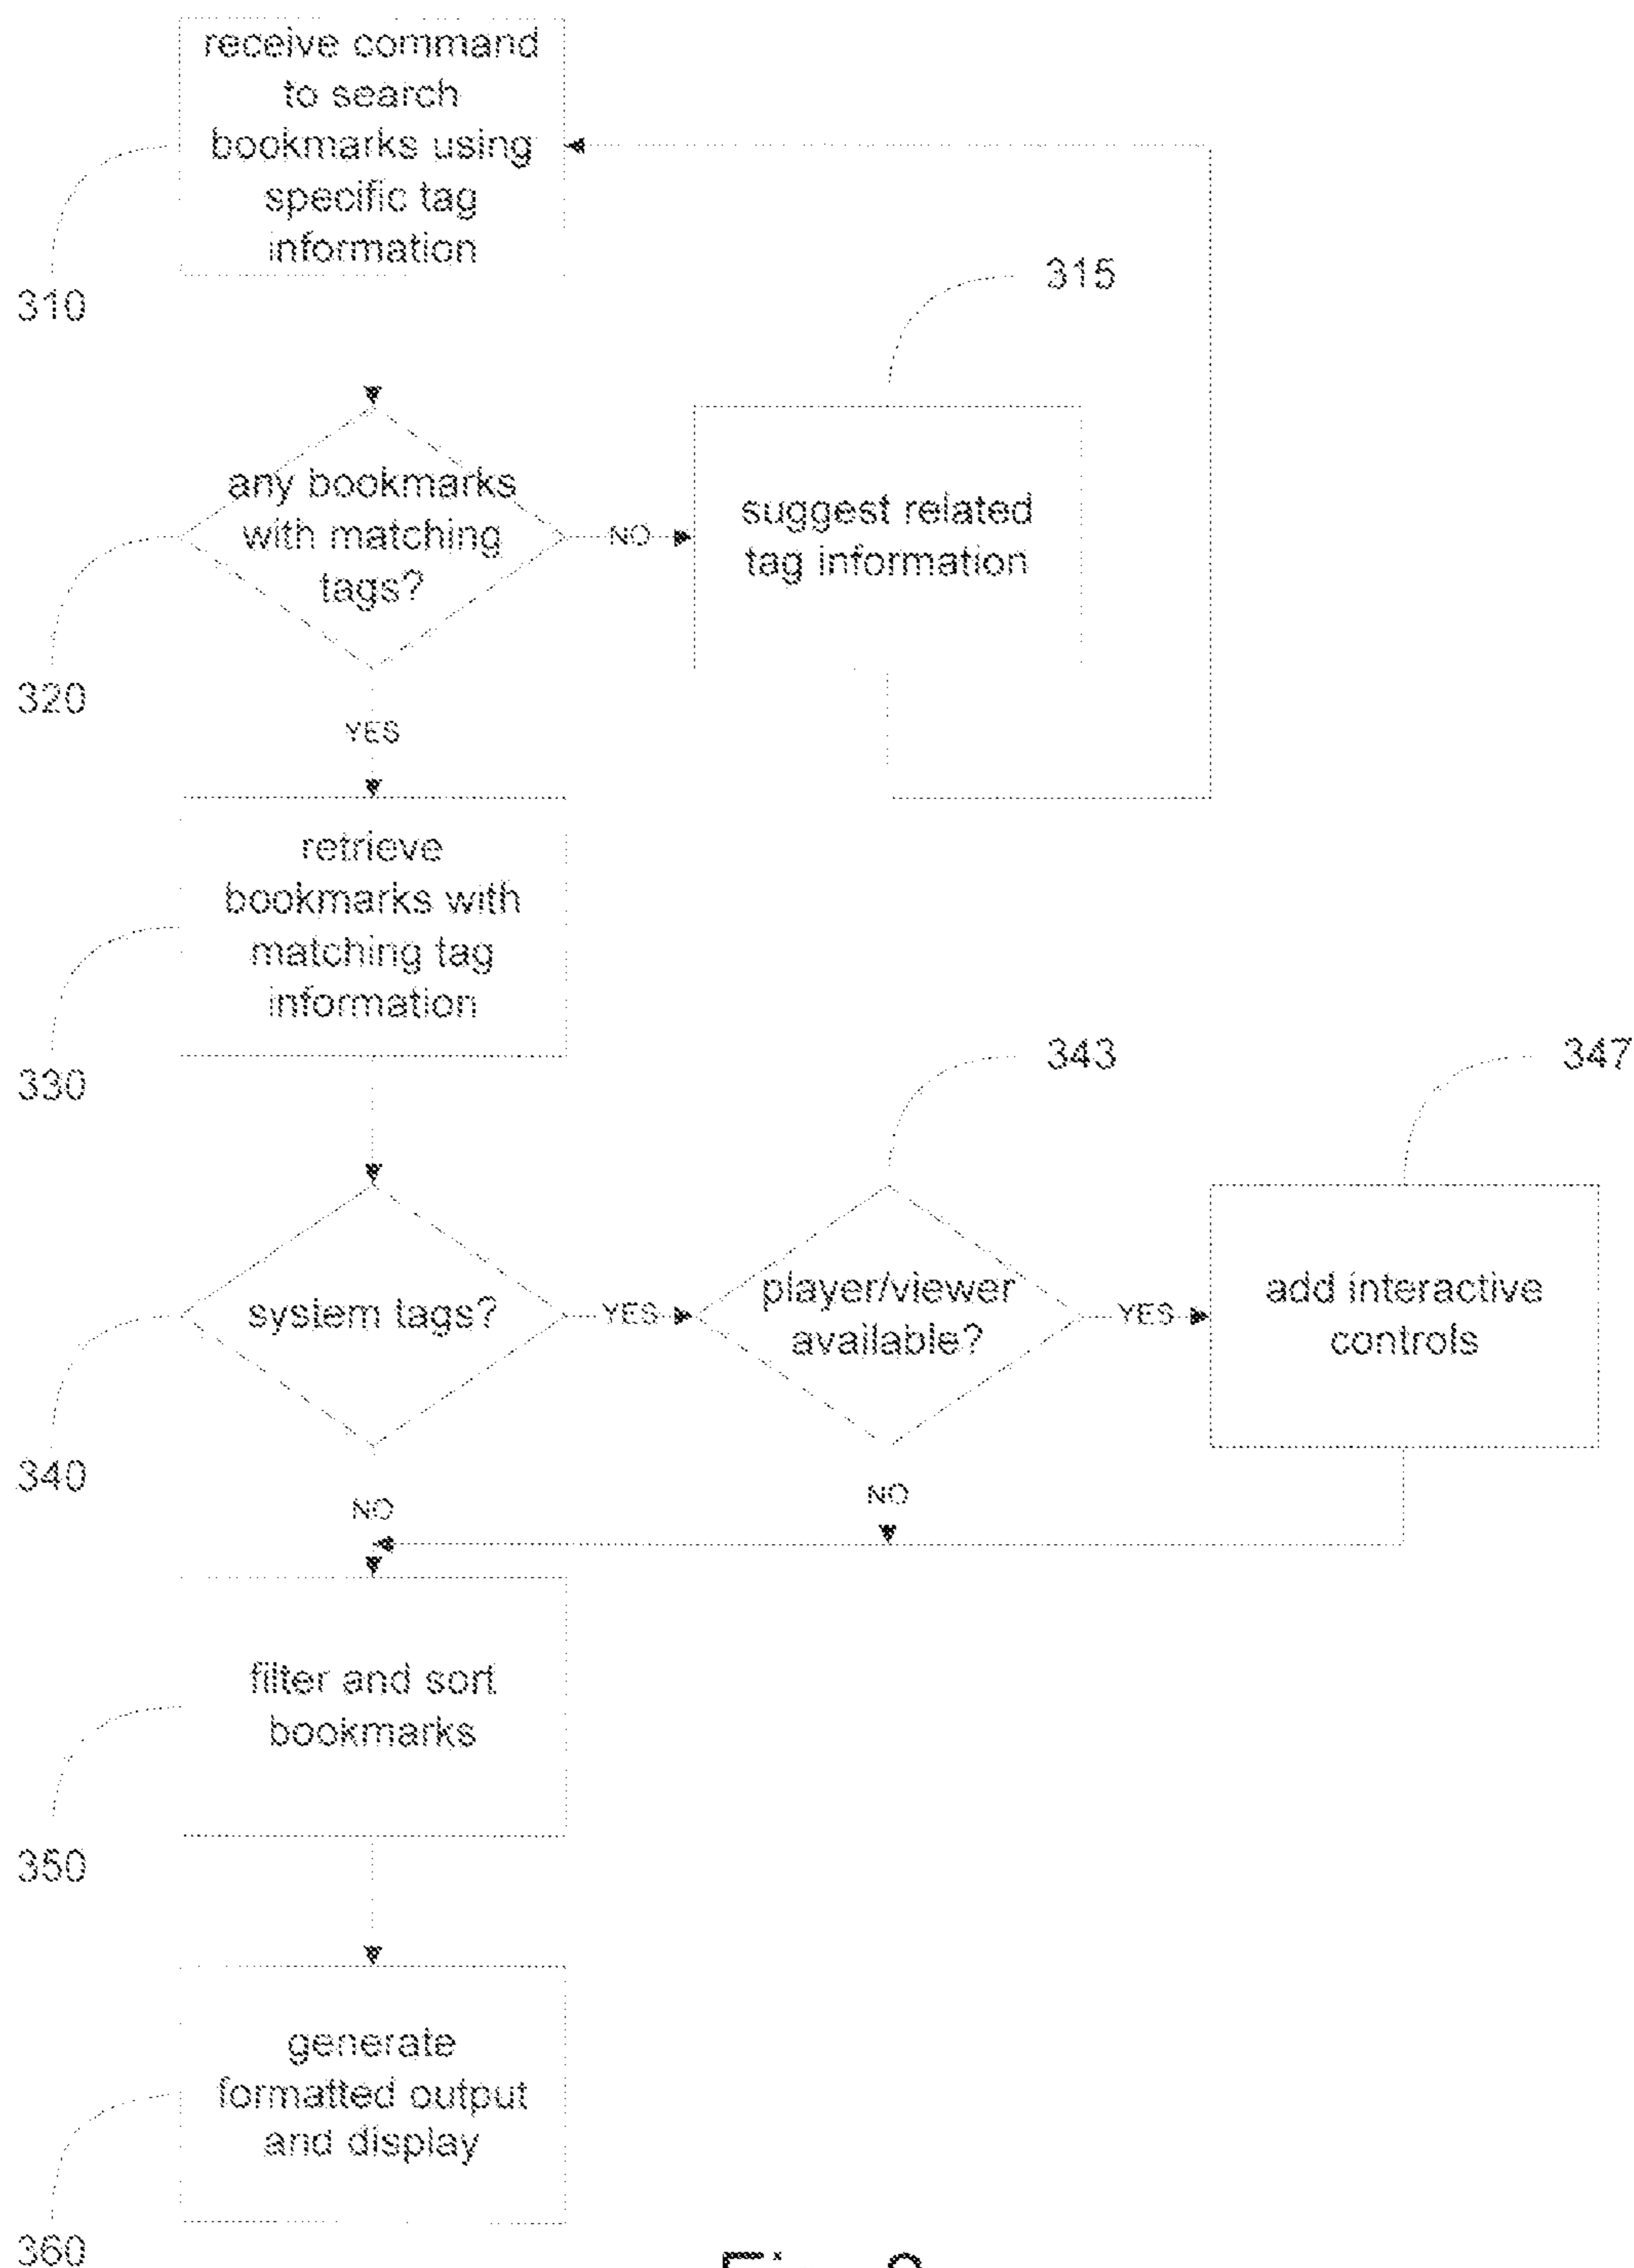 receive command
to search
bookmarks using
specific tag
information
310
315
any bookmarks
with matching
tags?
NO
suggest related
tag information
320
YES
retrieve
bookmarks with
matching tag
information
330
343
347
system tags?
YES
player/viewer
available?
YES
add interactive
controls
340
NO
NO
filter and sort
bookmarks
350
generate
formatted output
and display
360